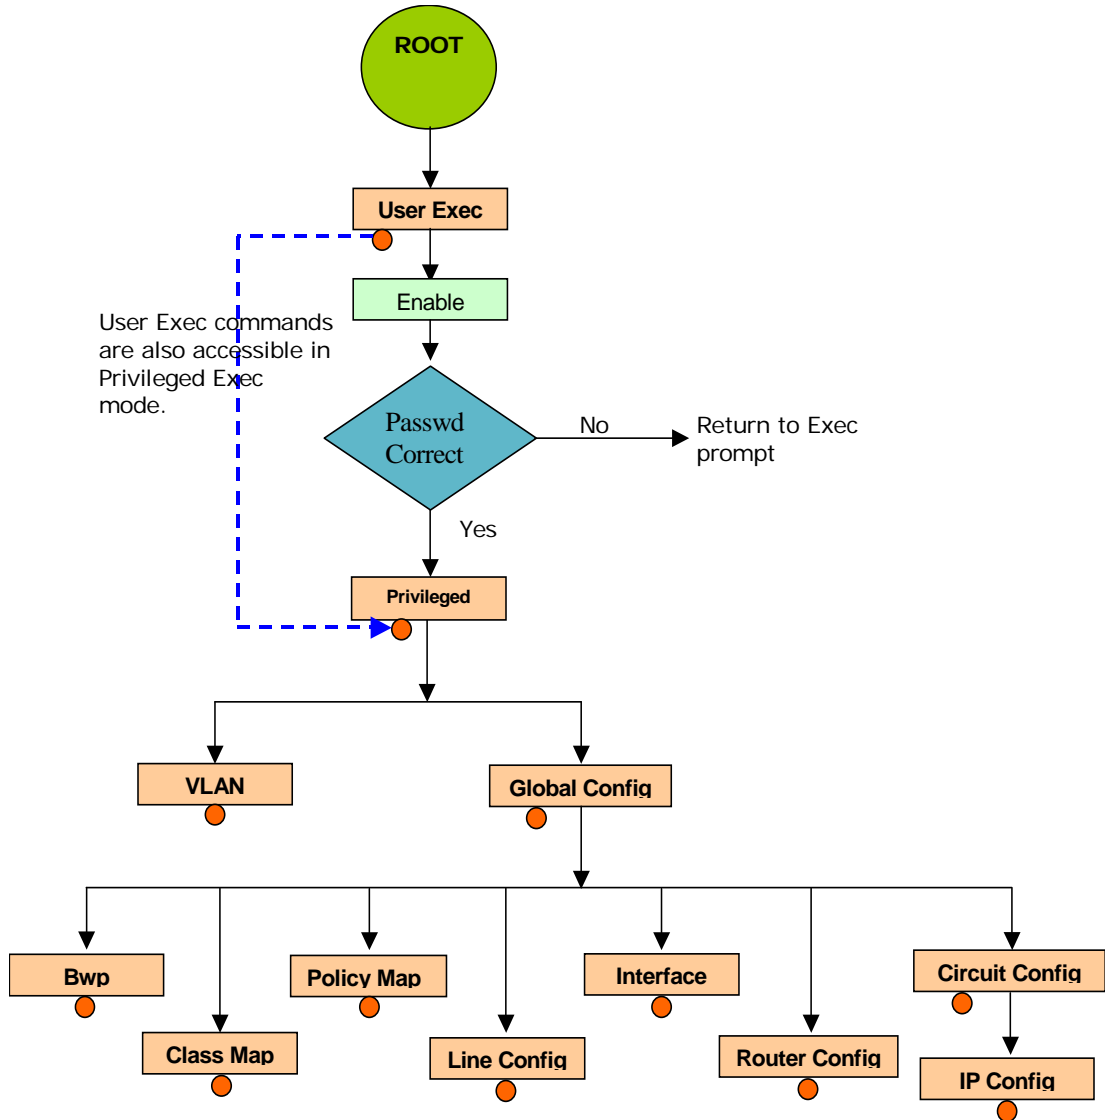 ROOT
User Exec
Enable
User Exec commands
are also accessible in
Privileged Exec
mode.
Passwd
Correct
No
Return to Exec
prompt
Yes
Privileged
VLAN
Global Config
Bwp
Policy Map
Interface
Circuit Config
Class Map
Line Config
Router Config
IP Config